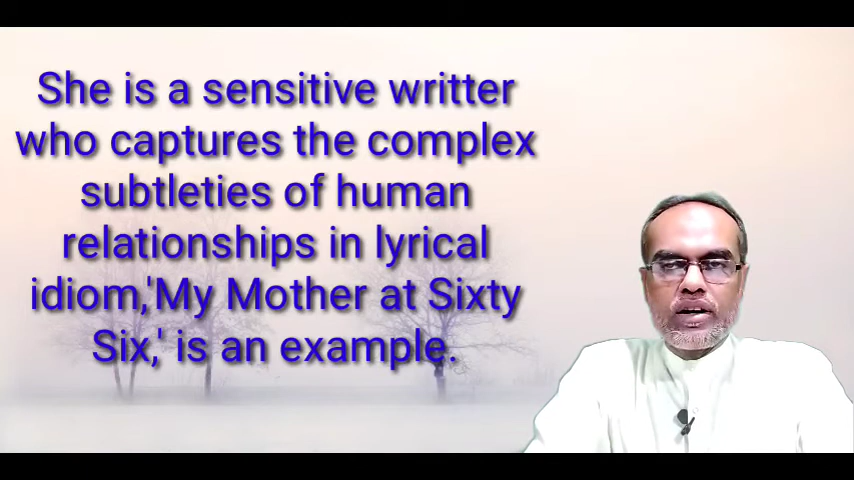 She is a sensitive writter
who captures the complex
subtleties of human
relationships in lyrical
idiom,'My Mother at Sixty
Six,' is an example.